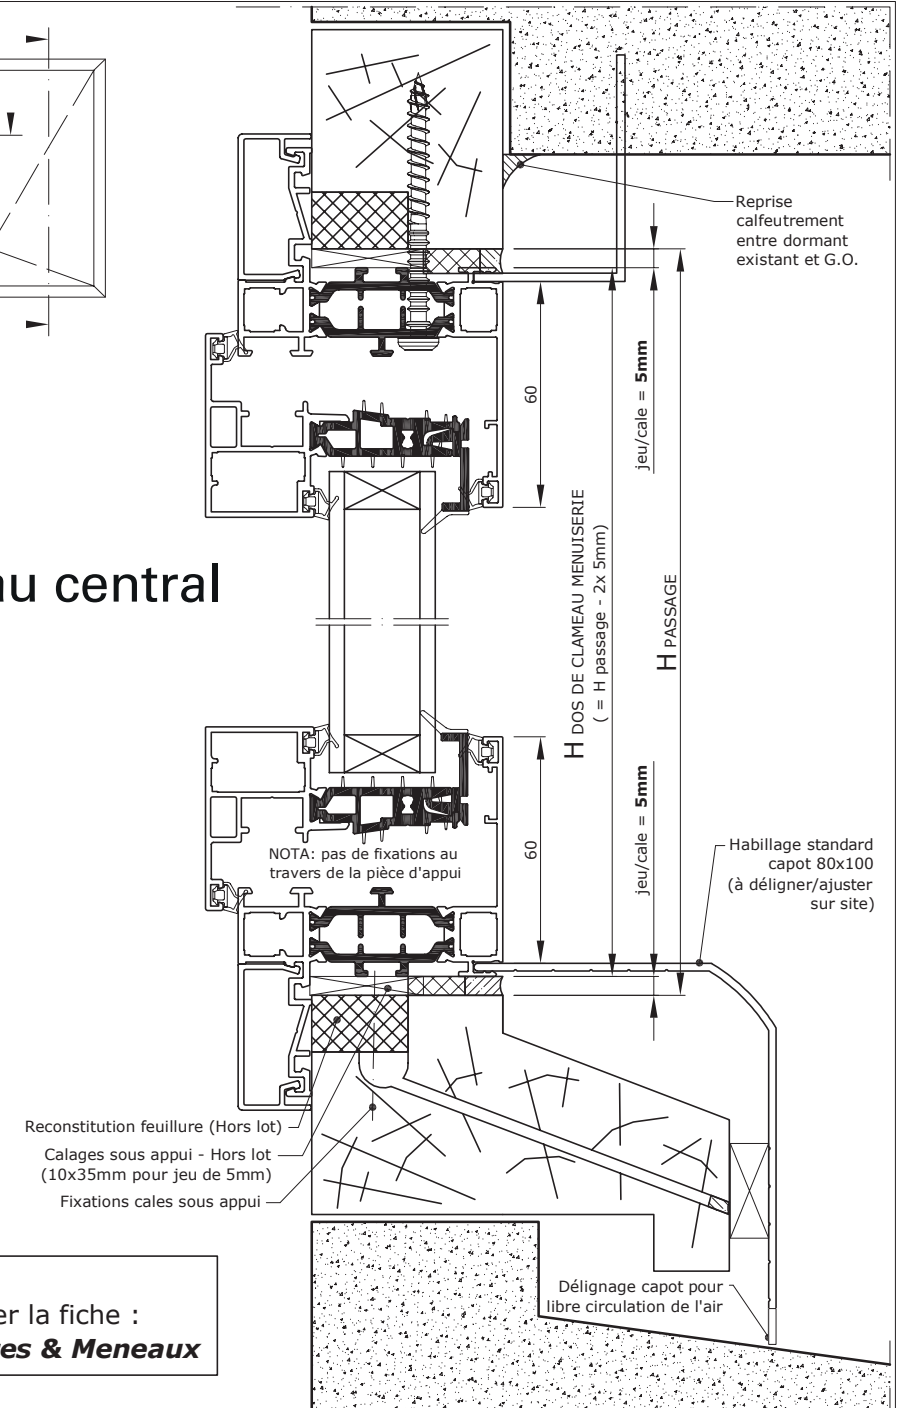 Reprise
calfeutrement
entre dormant
existant et G.O.
60
jeu/cale = 5mm
H DOS DE CLAMEAU MENUISERIE
( = H passage - 2x 5mm)
H PASSAGE
au central
jeu/cale = 5mm
60
NOTA: pas de fixations au
travers de la pièce d'appui
Habillage standard
capot 80x100
(à déligner/ajuster
sur site)
Reconstitution feuillure (Hors lot)
Calages sous appui - Hors lot
(10x35mm pour jeu de 5mm)
Fixations cales sous appui
Délignage capot pour
libre circulation de l'air
er la fiche :
es & Meneaux